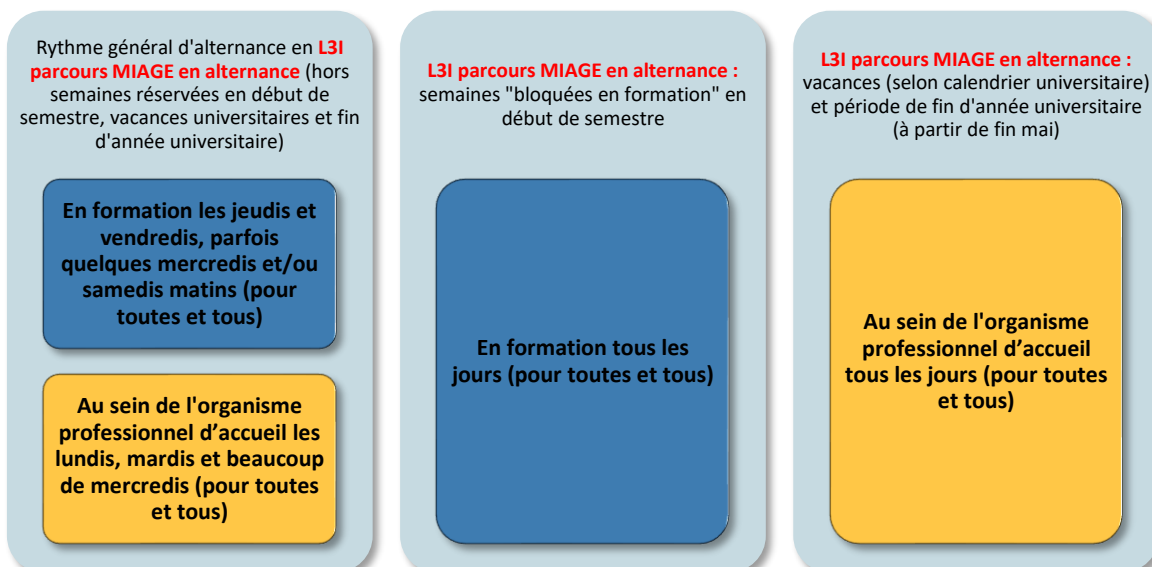 Rythme général d'alternance en L3I
parcours MIAGE en alternance (hors
semaines réservées en début de
semestre, vacances universitaires et fin
d'année universitaire)
En formation les jeudis et
vendredis, parfois
quelques mercredis et/ou
samedis matins (pour
toutes et tous)
Au sein de l'organisme
professionnel d’accueil les
lundis, mardis et beaucoup
de mercredis (pour toutes
et tous)
L3I parcours MIAGE en alternance :
semaines "bloquées en formation" en
début de semestre
En formation tous les
jours (pour toutes et tous)
L3I parcours MIAGE en alternance :
vacances (selon calendrier universitaire)
et période de fin d'année universitaire
(à partir de fin mai)
Au sein de l'organisme
professionnel d’accueil
tous les jours (pour toutes
et tous)